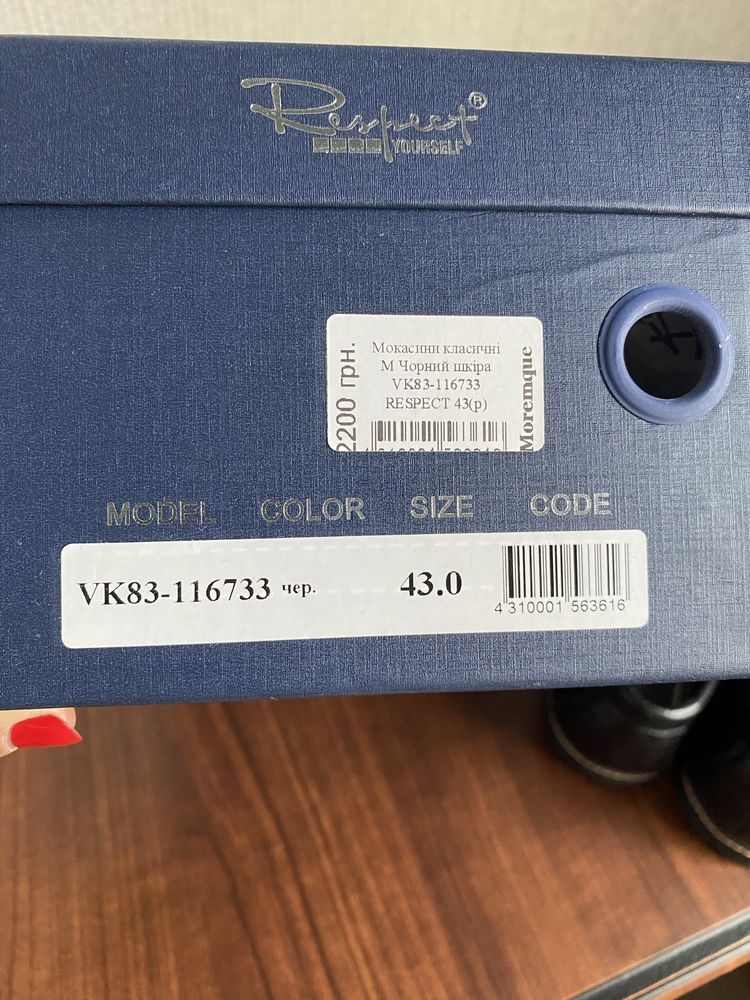 Respect®
YOURSELF
2200 грн.
Мокасини класичні
М Чорний шкіра
VK83-116733
RESPECT 43(р)
Moremque
MODEL COLOR SIZE CODE
VK83-116733 чер. 43.0
4 310001 563616